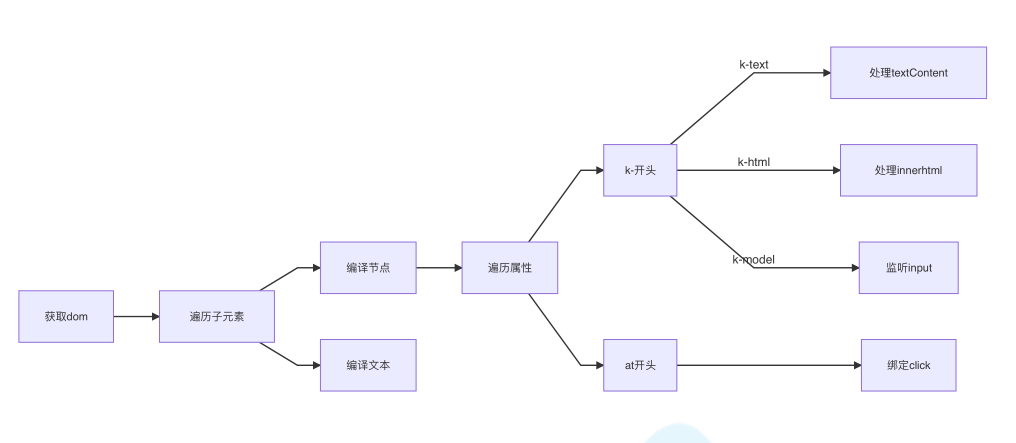 k-text
处理textContent
k-开头
k-html
处理innerhtml
编译节点
遍历属性
k-model
监听input
获取dom
遍历子元素
编译文本
at开头
绑定click